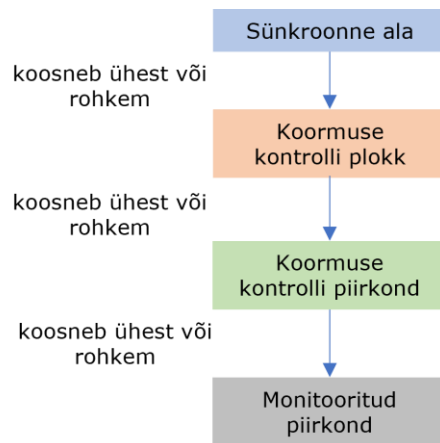 Sünkroonne ala
koosneb ühest või
rohkem
Koormuse
kontrolli plokk
koosneb ühest või
rohkem
Koormuse
kontrolli piirkond
koosneb ühest või
rohkem
Monitooritud
piirkond